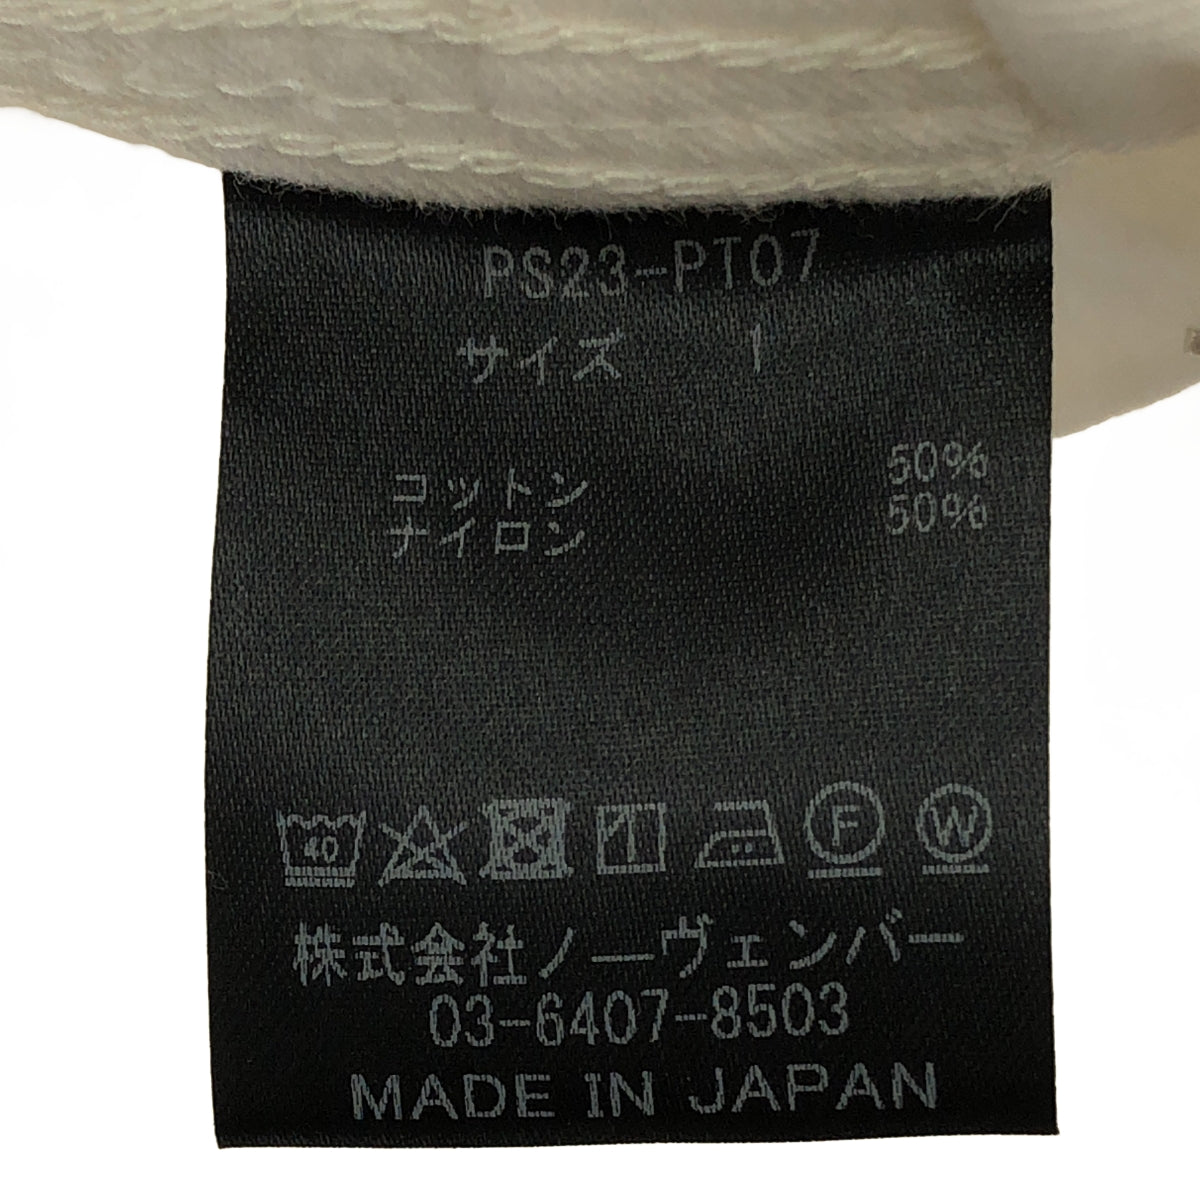 PS23-PT07
サイズ 1
コットン 50%
ナイロン 50%
40 F W
株式会社ノーヴェンバー
03-6407-8503
MADE IN JAPAN